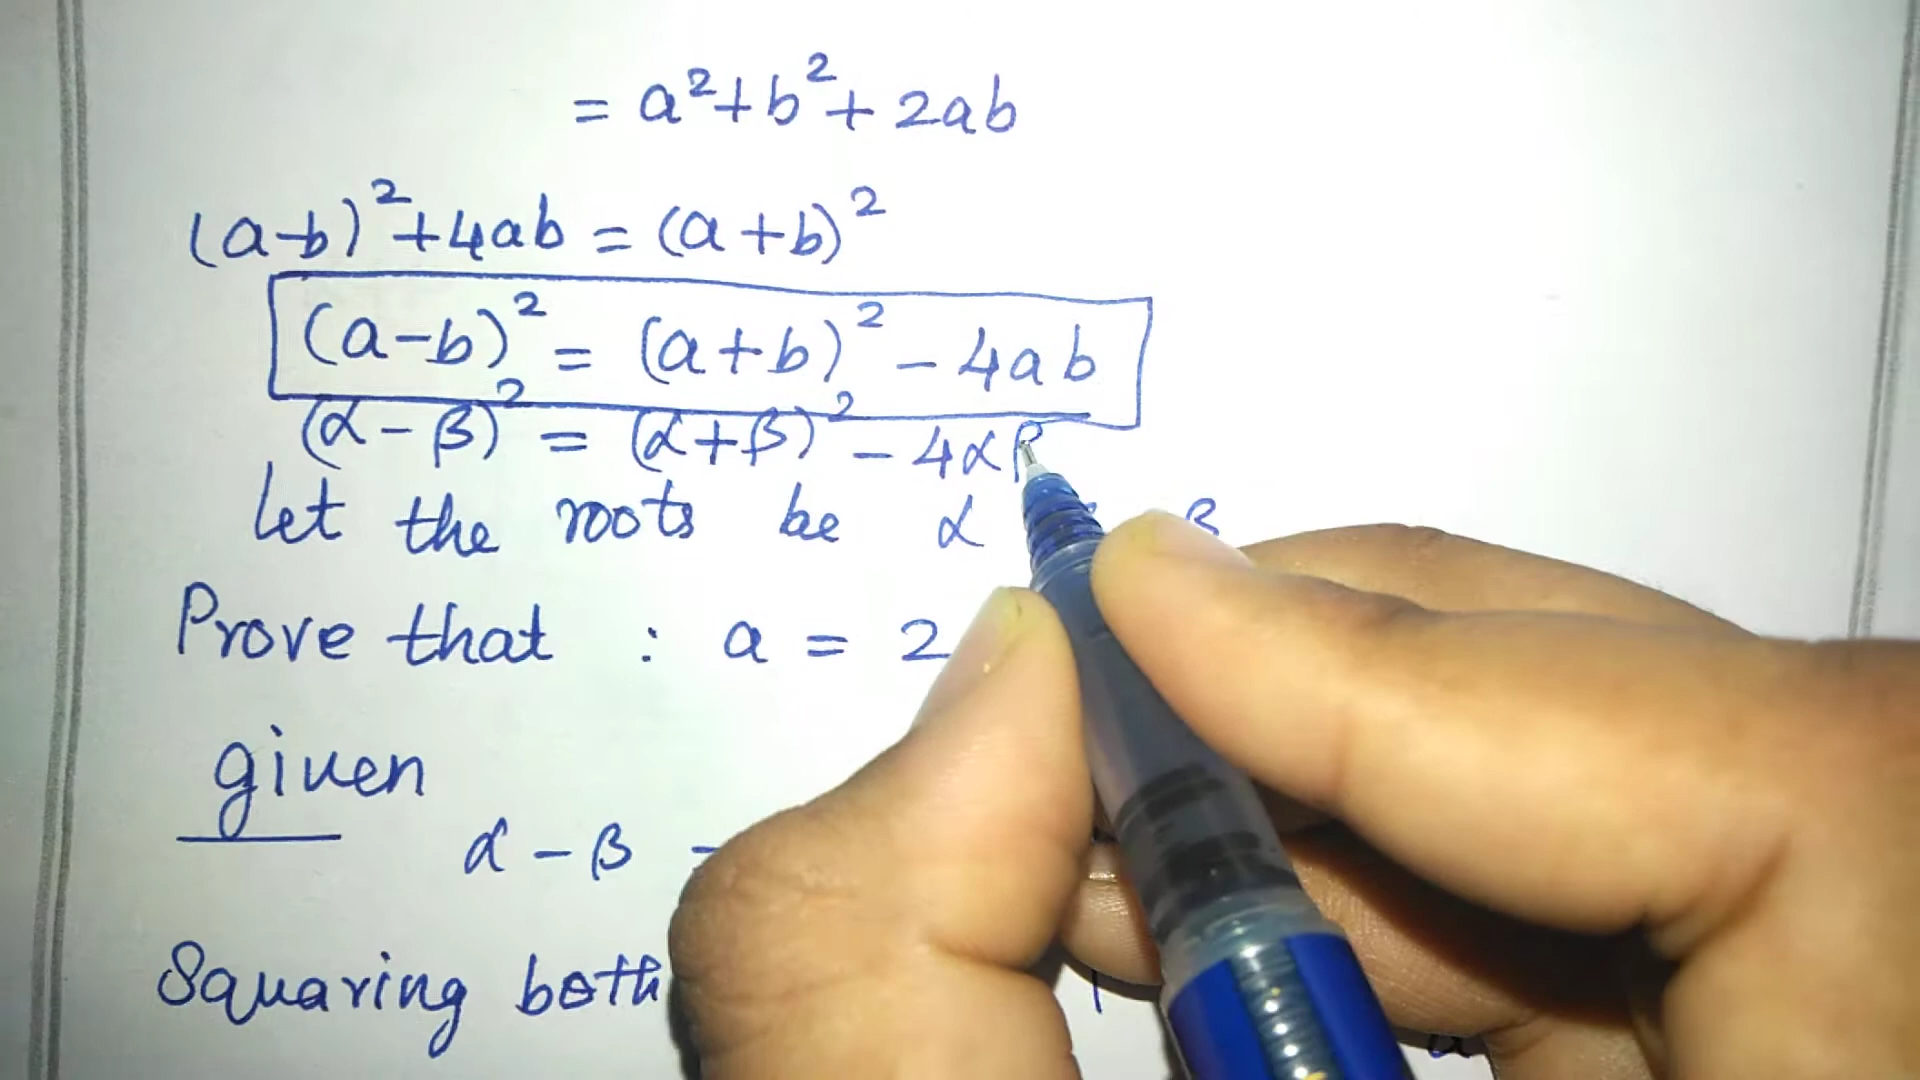 = a²+b²+2ab
(a-b)²+4ab = (a+b)²
(a-b)² = (a+b)² - 4ab
(α-β)² = (α+β)² - 4αβ
let the roots be α β
Prove that : a = 2
given
α - β
Squaring both